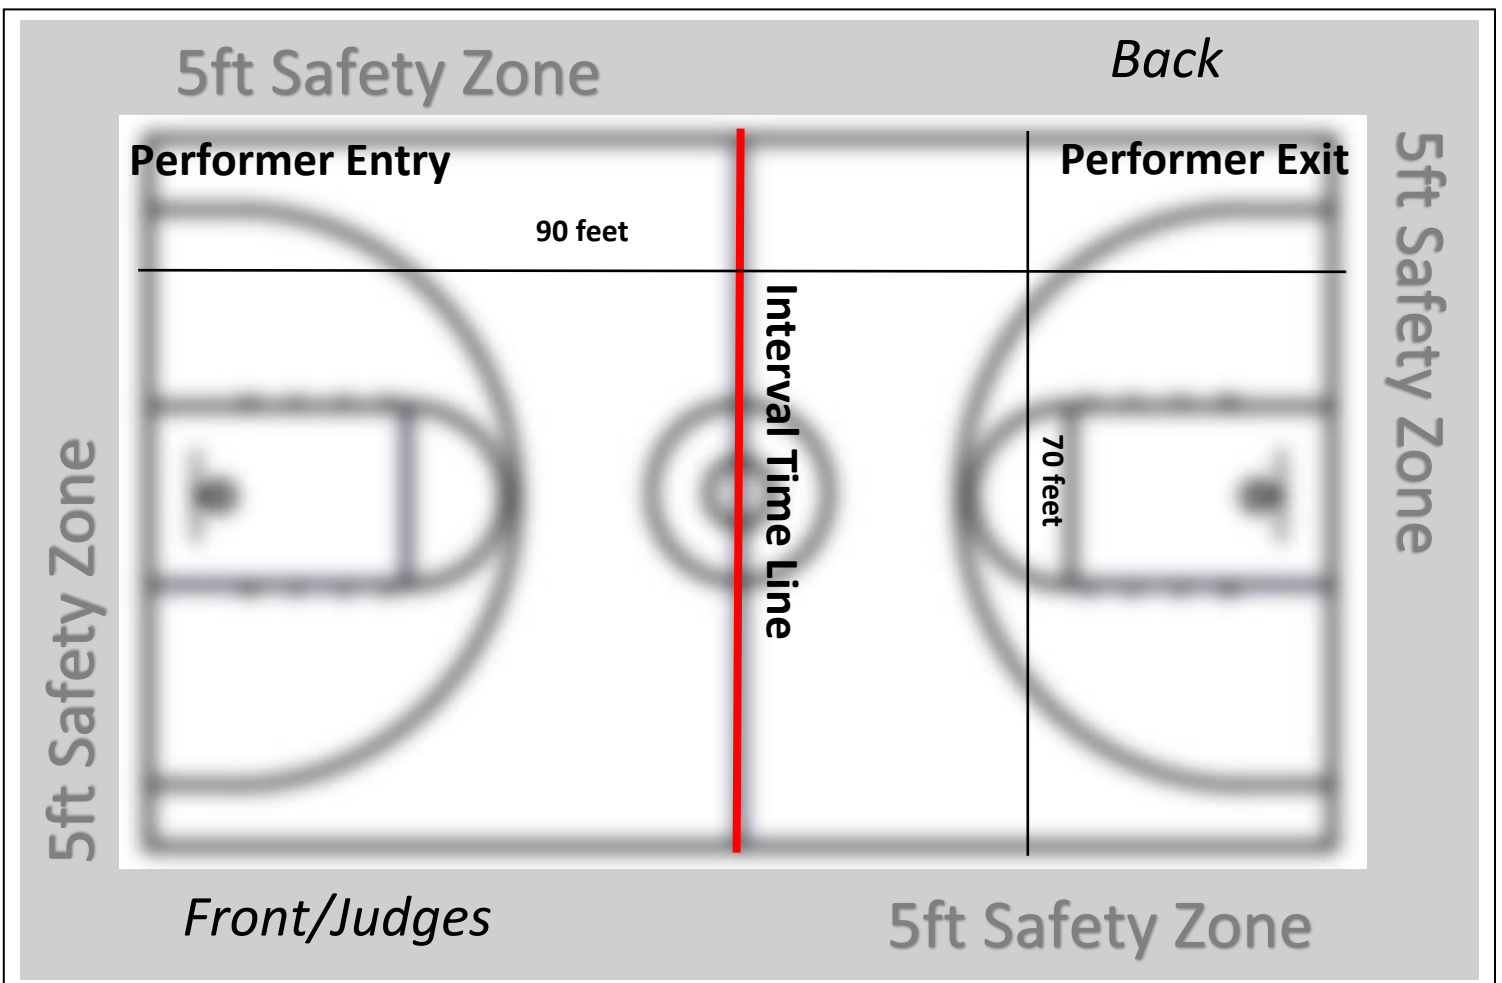 5ft Safety Zone
Back
Performer Entry
Performer Exit
5ft Safety Zone
90 feet
Interval Time Line
70 feet
5ft Safety Zone
Front/Judges
5ft Safety Zone